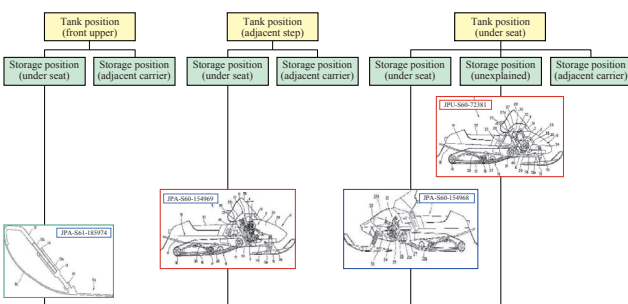 Tank position
(front upper)
Tank position
(adjacent step)
Tank position
(under seat)
Storage position
(under seat)
Storage position
(adjacent carrier)
Storage position
(under seat)
Storage position
(adjacent carrier)
Storage position
(under seat)
Storage position
(unexplained)
Storage position
(adjacent carrier)
JPU-S60-72381
JPA-S60-154969
JPA-S60-154968
JPA-S61-185974